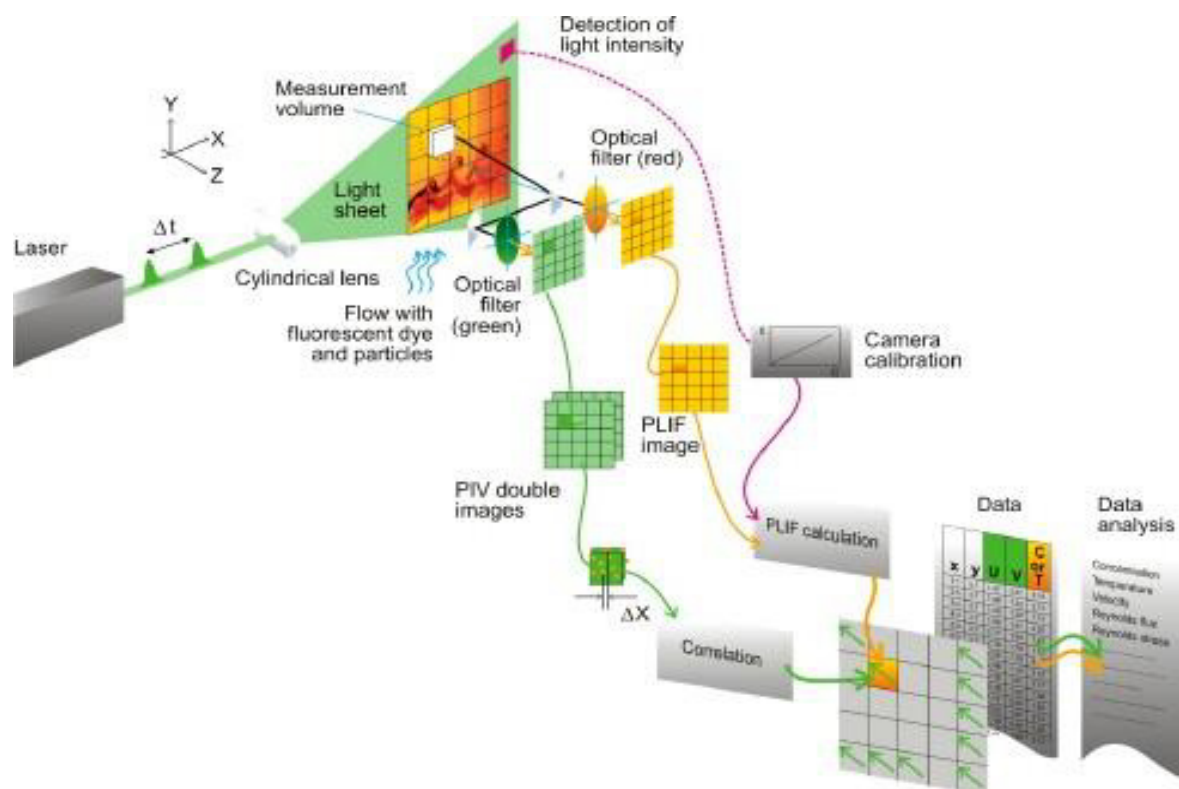 Detection of
light intensity
Measurement
volume
Y
X
Z
Optical
filter (red)
Light
sheet
Δt
Laser
Cylindrical lens
Optical
filter
(green)
Flow with
fluorescent dye
and particles
Camera
calibration
PLIF
image
PIV double
images
PLIF calculation
Data
Data
analysis
x y U V C or T
Concentration
Temperature
Velocity
Reynolds flux
Reynolds stress
ΔX
Correlation